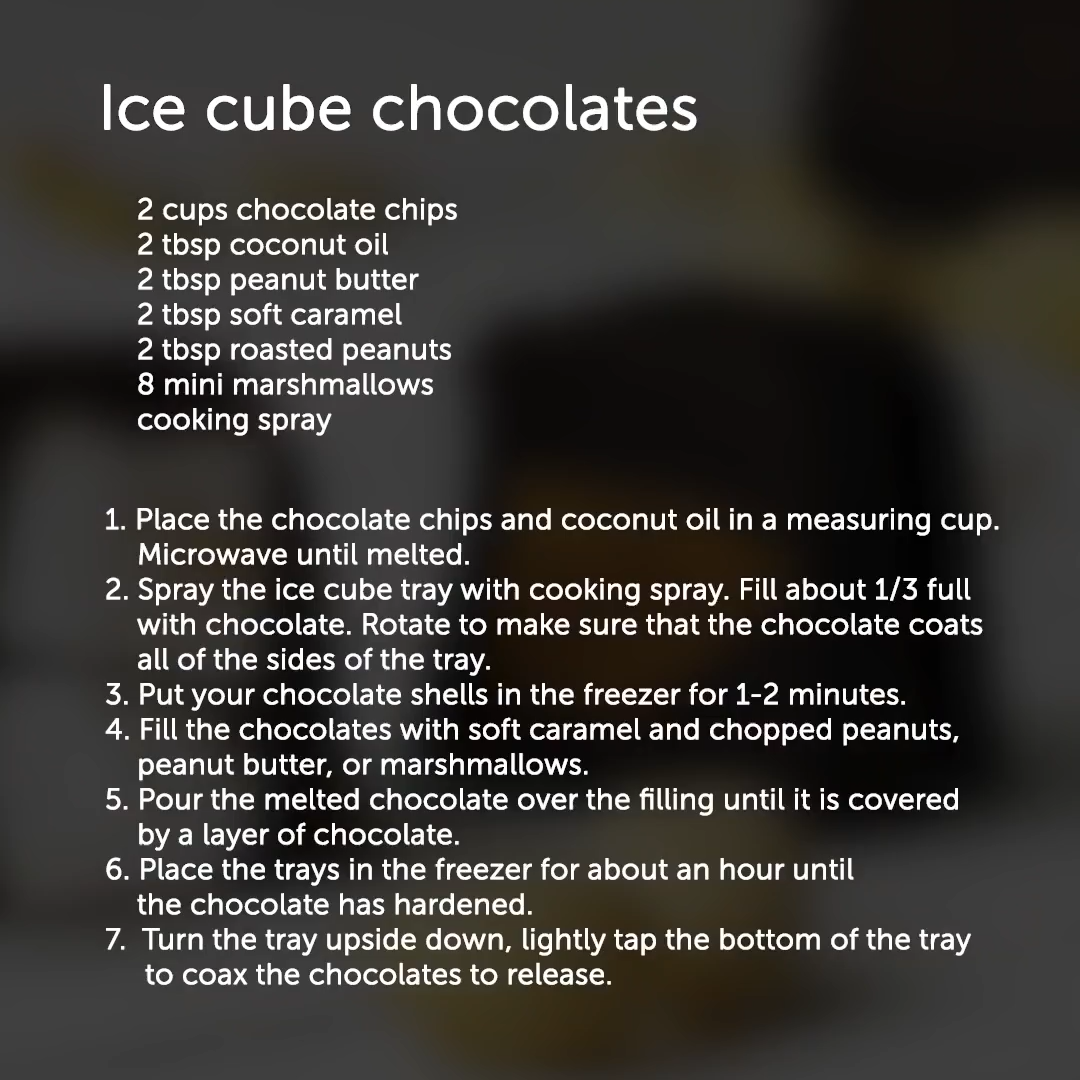 Ice cube chocolates
2 cups chocolate chips
2 tbsp coconut oil
2 tbsp peanut butter
2 tbsp soft caramel
2 tbsp roasted peanuts
8 mini marshmallows
cooking spray
1. Place the chocolate chips and coconut oil in a measuring cup.
Microwave until melted.
2. Spray the ice cube tray with cooking spray. Fill about 1/3 full
with chocolate. Rotate to make sure that the chocolate coats
all of the sides of the tray.
3. Put your chocolate shells in the freezer for 1-2 minutes.
4. Fill the chocolates with soft caramel and chopped peanuts,
peanut butter, or marshmallows.
5. Pour the melted chocolate over the filling until it is covered
by a layer of chocolate.
6. Place the trays in the freezer for about an hour until
the chocolate has hardened.
7. Turn the tray upside down, lightly tap the bottom of the tray
to coax the chocolates to release.